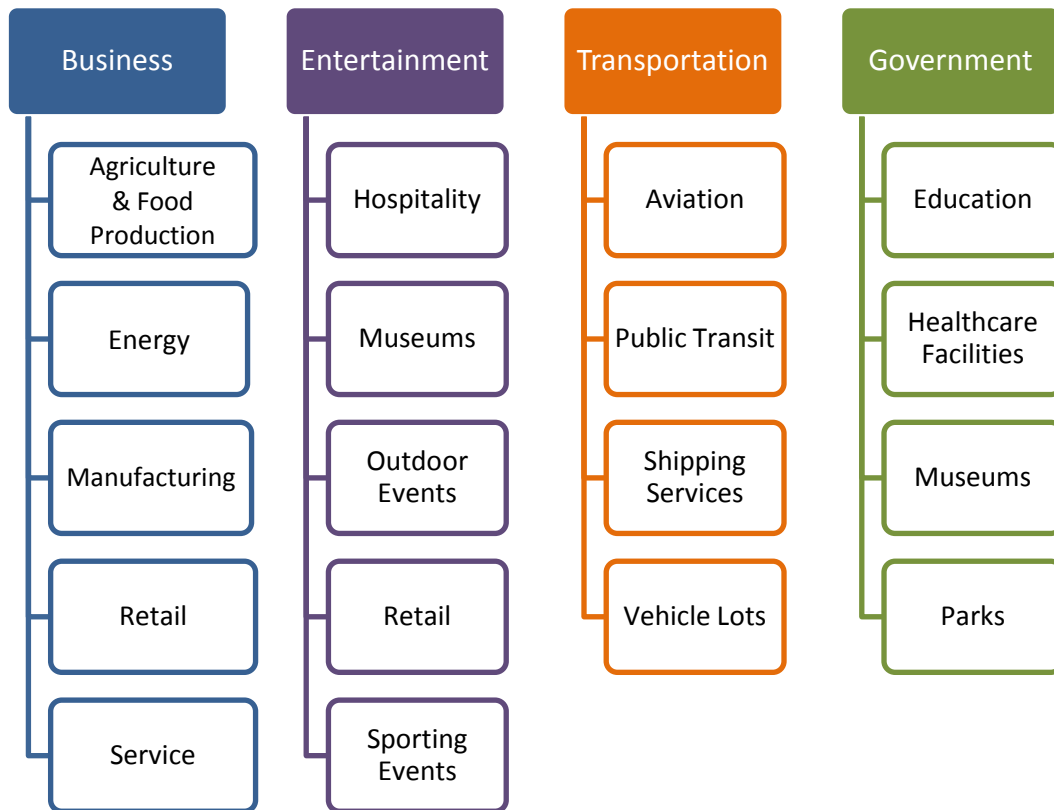 Business
Agriculture
& Food
Production
Energy
Manufacturing
Retail
Service
Entertainment
Hospitality
Museums
Outdoor
Events
Retail
Sporting
Events
Transportation
Aviation
Public Transit
Shipping
Services
Vehicle Lots
Government
Education
Healthcare
Facilities
Museums
Parks